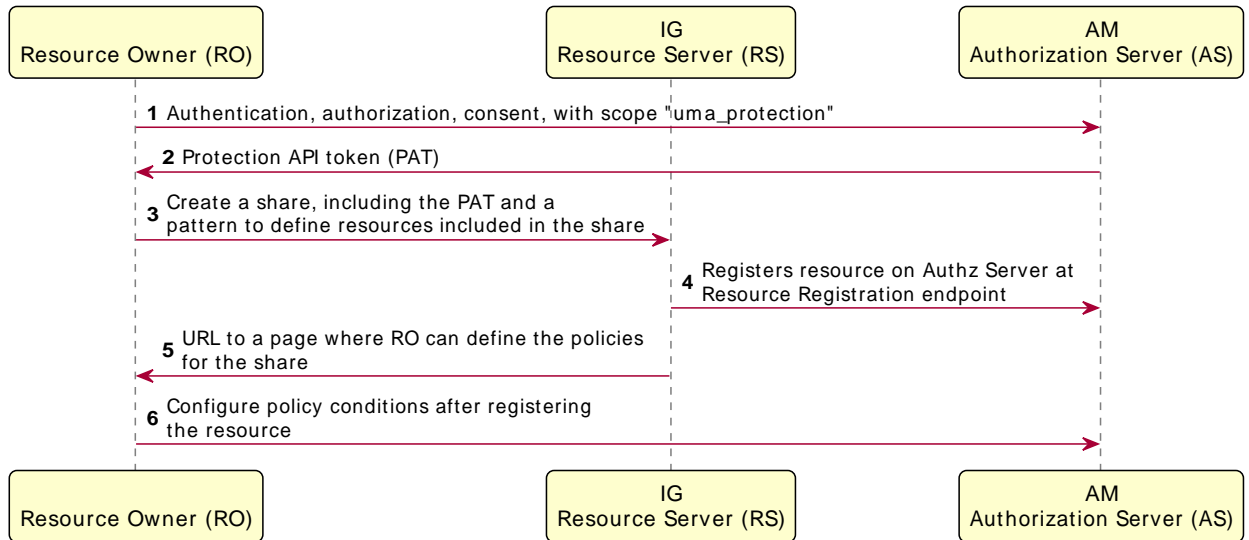 Resource Owner (RO)
IG
Resource Server (RS)
AM
Authorization Server (AS)
1 Authentication, authorization, consent, with scope "uma_protection"
2 Protection API token (PAT)
3 Create a share, including the PAT and a
pattern to define resources included in the share
4 Registers resource on Authz Server at
Resource Registration endpoint
5 URL to a page where RO can define the policies
for the share
6 Configure policy conditions after registering
the resource
Resource Owner (RO)
IG
Resource Server (RS)
AM
Authorization Server (AS)